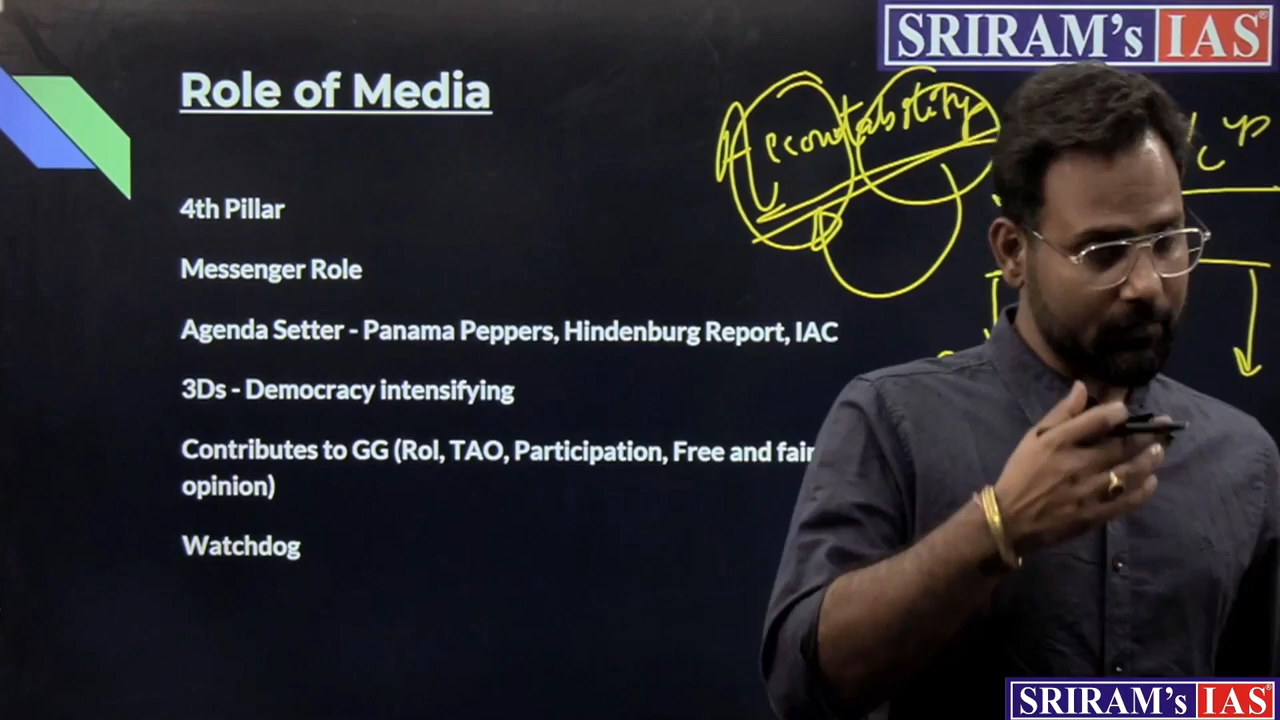 SRIRAM's IAS
Role of Media
Accountability
4th Pillar
Messenger Role
Agenda Setter - Panama Peppers, Hindenburg Report, IAC
3Ds - Democracy intensifying
Contributes to GG (RoI, TAO, Participation, Free and fair
opinion)
Watchdog
SRIRAM's IAS